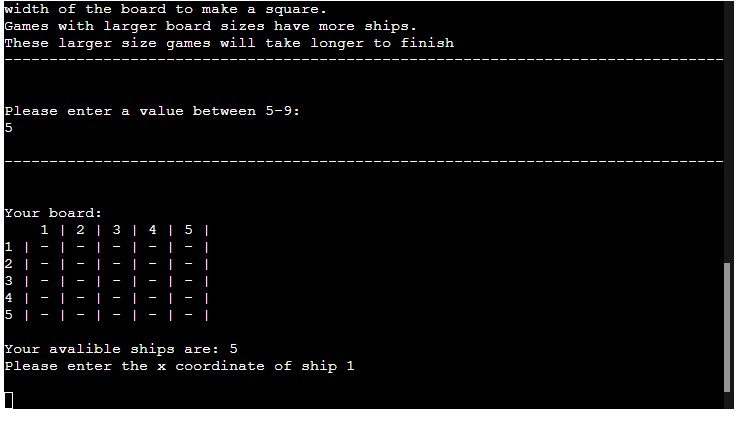 width of the board to make a square.
Games with larger board sizes have more ships.
These larger size games will take longer to finish
--------------------------------------------------------------------------------
Please enter a value between 5-9:
5
--------------------------------------------------------------------------------
Your board:
    1 | 2 | 3 | 4 | 5 |
1 | - | - | - | - | - |
2 | - | - | - | - | - |
3 | - | - | - | - | - |
4 | - | - | - | - | - |
5 | - | - | - | - | - |
Your avalible ships are: 5
Please enter the x coordinate of ship 1